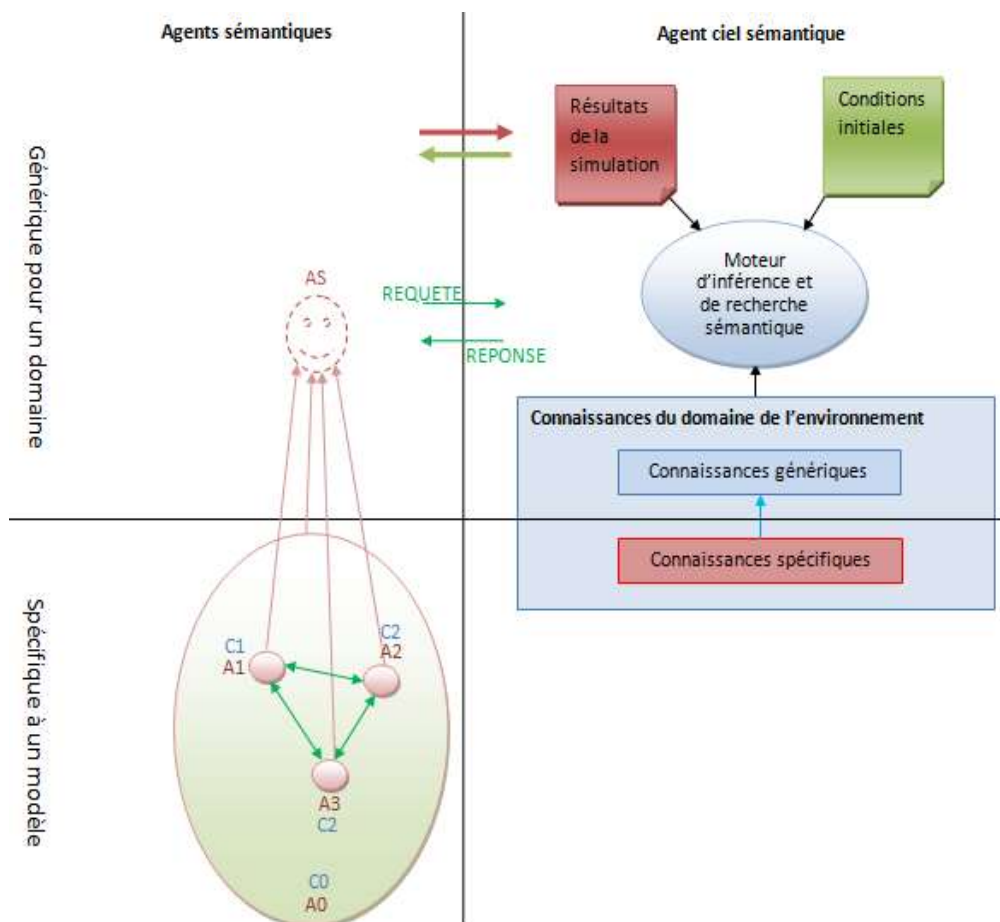 Agents sémantiques
Agent ciel sémantique
Générique pour un domaine
Résultats
de la
simulation
Conditions
initiales
AS
REQUETE
REPONSE
Moteur
d'inférence et
de recherche
sémantique
Connaissances du domaine de l'environnement
Connaissances génériques
Connaissances spécifiques
Spécifique à un modèle
C1
A1
C2
A2
A3
C2
C0
A0